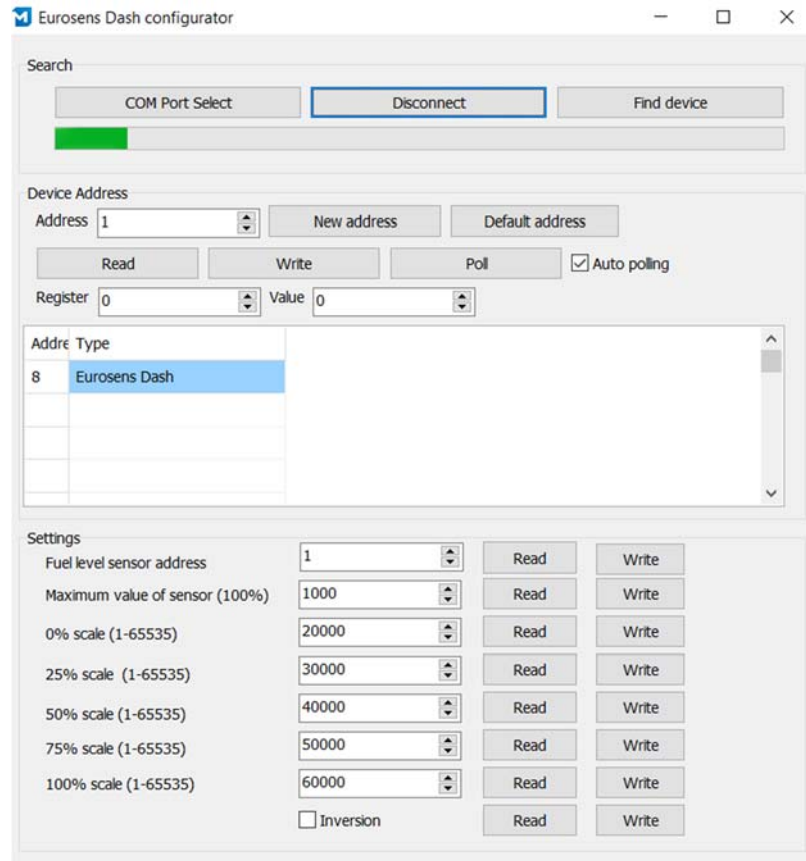 Eurosens Dash configurator
Search
COM Port Select Disconnect Find device
Device Address
Address 1 New address Default address
Read Write Poll Auto polling
Register 0 Value 0
Addre Type
8 Eurosens Dash
Settings
Fuel level sensor address 1 Read Write
Maximum value of sensor (100%) 1000 Read Write
0% scale (1-65535) 20000 Read Write
25% scale (1-65535) 30000 Read Write
50% scale (1-65535) 40000 Read Write
75% scale (1-65535) 50000 Read Write
100% scale (1-65535) 60000 Read Write
Inversion Read Write